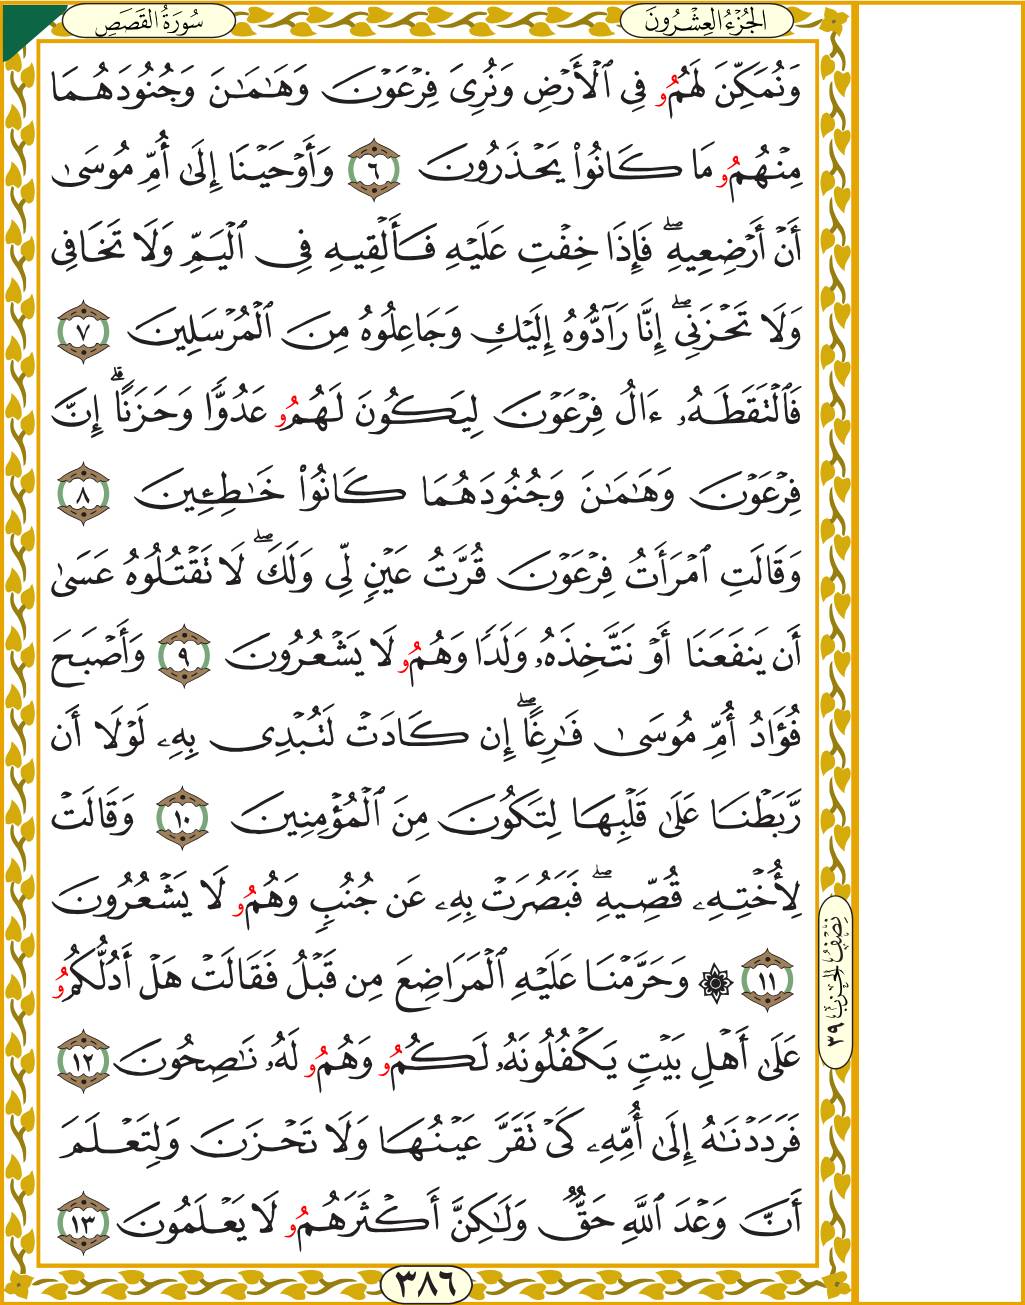 سُورَةُ القَصَصِ
الجُزْءُ العِشْرُونَ
وَنُمَكِّنَ لَهُمُۥ فِي ٱلْأَرْضِ وَنُرِىَ فِرْعَوْنَ وَهَـٰمَـٰنَ وَجُنُودَهُمَا
مِنْهُمُۥ مَا كَانُوا۟ يَحْذَرُونَ ٦ وَأَوْحَيْنَا إِلَىٰ أُمِّ مُوسَىٰ
أَنْ أَرْضِعِيهِۖ فَإِذَا خِفْتِ عَلَيْهِ فَأَلْقِيهِ فِي ٱلْيَمِّ وَلَا تَخَافِي
وَلَا تَحْزَنِيۖ إِنَّا رَآدُّوهُ إِلَيْكِ وَجَاعِلُوهُ مِنَ ٱلْمُرْسَلِينَ ٧
فَٱلْتَقَطَهُۥ ءَالُ فِرْعَوْنَ لِيَكُونَ لَهُمُۥ عَدُوًّا وَحَزَنًاۗ إِنَّ
فِرْعَوْنَ وَهَـٰمَـٰنَ وَجُنُودَهُمَا كَانُوا۟ خَـٰطِـِٔينَ ٨
وَقَالَتِ ٱمْرَأَتُ فِرْعَوْنَ قُرَّتُ عَيْنٍ لِّي وَلَكَۖ لَا تَقْتُلُوهُ عَسَىٰ
أَن يَنفَعَنَا أَوْ نَتَّخِذَهُۥ وَلَدًا وَهُمُۥ لَا يَشْعُرُونَ ٩ وَأَصْبَحَ
فُؤَادُ أُمِّ مُوسَىٰ فَـٰرِغًاۖ إِن كَادَتْ لَتُبْدِي بِهِۦ لَوْلَا أَن
رَّبَطْنَا عَلَىٰ قَلْبِهَا لِتَكُونَ مِنَ ٱلْمُؤْمِنِينَ ١٠ وَقَالَتْ
لِأُخْتِهِۦ قُصِّيهِۖ فَبَصُرَتْ بِهِۦ عَن جُنُبٍ وَهُمُۥ لَا يَشْعُرُونَ
١١ ۞ وَحَرَّمْنَا عَلَيْهِ ٱلْمَرَاضِعَ مِن قَبْلُ فَقَالَتْ هَلْ أَدُلُّكُمُۥ
عَلَىٰ أَهْلِ بَيْتٍ يَكْفُلُونَهُۥ لَكُمُۥ وَهُمُۥ لَهُۥ نَـٰصِحُونَ ١٢
فَرَدَدْنَـٰهُ إِلَىٰ أُمِّهِۦ كَيْ تَقَرَّ عَيْنُهَا وَلَا تَحْزَنَ وَلِتَعْلَمَ
أَنَّ وَعْدَ ٱللَّهِ حَقٌّ وَلَـٰكِنَّ أَكْثَرَهُمُۥ لَا يَعْلَمُونَ ١٣
نِصْفُ الحِزْبِ ٣٩
٣٨٦